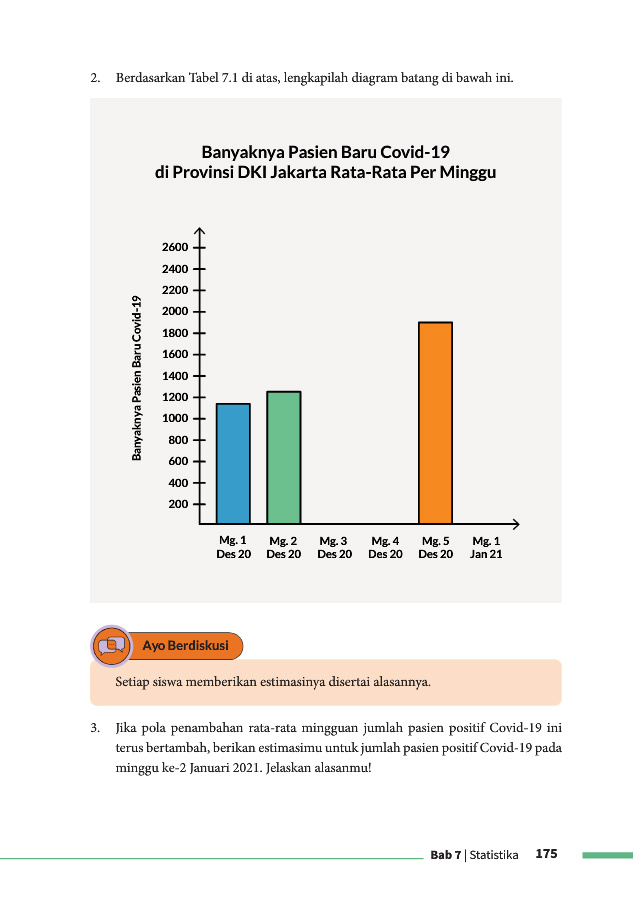 2. Berdasarkan Tabel 7.1 di atas, lengkapilah diagram batang di bawah ini.
Banyaknya Pasien Baru Covid-19
di Provinsi DKI Jakarta Rata-Rata Per Minggu
Banyaknya Pasien Baru Covid-19
2600
2400
2200
2000
1800
1600
1400
1200
1000
800
600
400
200
Mg. 1 Mg. 2 Mg. 3 Mg. 4 Mg. 5 Mg. 1
Des 20 Des 20 Des 20 Des 20 Des 20 Jan 21
Ayo Berdiskusi
Setiap siswa memberikan estimasinya disertai alasannya.
3. Jika pola penambahan rata-rata mingguan jumlah pasien positif Covid-19 ini
terus bertambah, berikan estimasimu untuk jumlah pasien positif Covid-19 pada
minggu ke-2 Januari 2021. Jelaskan alasanmu!
Bab 7 | Statistika 175